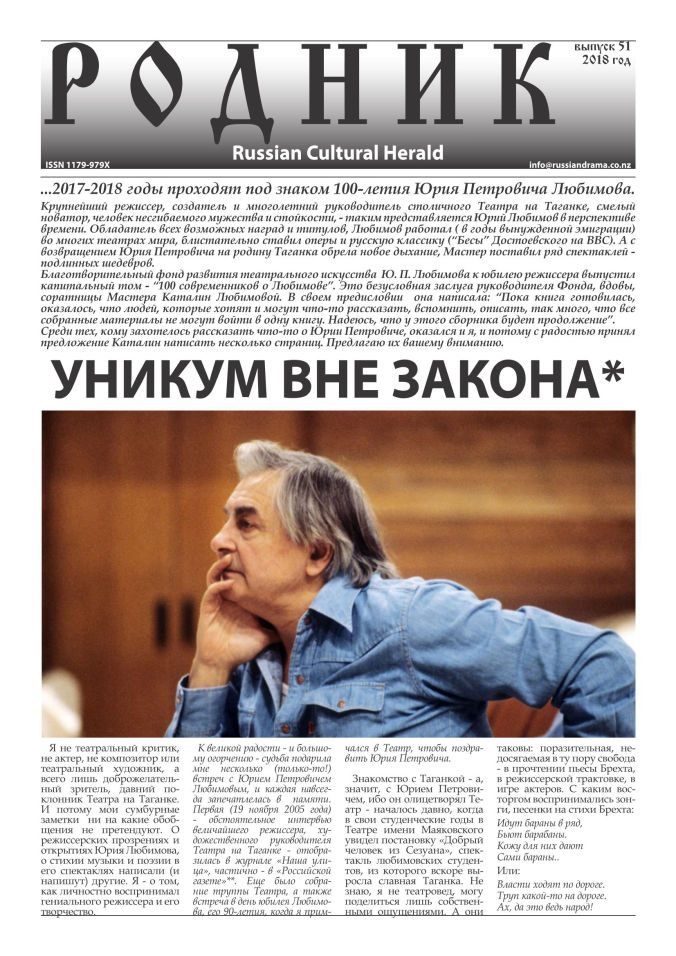 РОДНИК
выпуск 51
2018 год
Russian Cultural Herald
ISSN 1179-979X
info@russiandrama.co.nz
...2017-2018 годы проходят под знаком 100-летия Юрия Петровича Любимова.
Крупнейший режиссер, создатель и многолетний руководитель столичного Театра на Таганке, смелый
новатор, человек несгибаемого мужества и стойкости, - таким представляется Юрий Любимов в перспективе
времени. Обладатель всех возможных наград и титулов, Любимов работал ( в годы вынужденной эмиграции)
во многих театрах мира, блистательно ставил оперы и русскую классику (“Бесы” Достоевского на ВВС). А с
возвращением Юрия Петровича на родину Таганка обрела новое дыхание, Мастер поставил ряд спектаклей -
подлинных шедевров.
Благотворительный фонд развития театрального искусства Ю. П. Любимова к юбилею режиссера выпустил
капитальный том - “100 современников о Любимове”. Это безусловная заслуга руководителя Фонда, вдовы,
соратницы Мастера Каталин Любимовой. В своем предисловии она написала: “Пока книга готовилась,
оказалось, что людей, которые хотят и могут что-то рассказать, вспомнить, описать, так много, что все
собранные материалы не могут войти в одну книгу. Надеюсь, что у этого сборника будет продолжение”.
Среди тех, кому захотелось рассказать что-то о Юрии Петровиче, оказался и я, и потому с радостью принял
предложение Каталин написать несколько страниц. Предлагаю их вашему вниманию.
УНИКУМ ВНЕ ЗАКОНА*
Я не театральный критик,
не актер, не композитор или
театральный художник, а
всего лишь доброжелатель-
ный зритель, давний по-
клонник Театра на Таганке.
И потому мои сумбурные
заметки ни на какие обоб-
щения не претендуют. О
режиссерских прозрениях и
открытиях Юрия Любимова,
о стихии музыки и поэзии в
его спектаклях написали (и
напишут) другие. Я - о том,
как личностно воспринимал
гениального режиссера и его
творчество.
К великой радости - и большо-
му огорчению - судьба подарила
мне несколько (только-то!)
встреч с Юрием Петровичем
Любимовым, и каждая навсег-
да запечатлелась в памяти.
Первая (19 ноября 2005 года)
- обстоятельное интервью
величайшего режиссера, ху-
дожественного руководителя
Театра на Таганке - отобра-
зилась в журнале «Наша ули-
ца», частично - в «Российской
газете»**. Еще было собра-
ние труппы Театра, а также
встреча в день юбилея Любимо-
ва, его 90-летия, когда я прим-
чался в Театр, чтобы поздра-
вить Юрия Петровича.
Знакомство с Таганкой - а,
значит, с Юрием Петрови-
чем, ибо он олицетворял Те-
атр - началось давно, когда
в свои студенческие годы в
Театре имени Маяковского
увидел постановку «Добрый
человек из Сезуана», спек-
такль любимовских студен-
тов, из которого вскоре вы-
росла славная Таганка. Не
знаю, я не театровед, могу
поделиться лишь собствен-
ными ощущениями. А они
таковы: поразительная, не-
досягаемая в ту пору свобода
- в прочтении пьесы Брехта,
в режиссерской трактовке, в
игре актеров. С каким вос-
торгом воспринимались зон-
ги, песенки на стихи Брехта:
Идут бараны в ряд,
Бьют барабаны.
Кожу для них дают
Сами бараны..
Или:
Власти ходят по дороге.
Труп какой-то на дороге.
Ах, да это ведь народ!